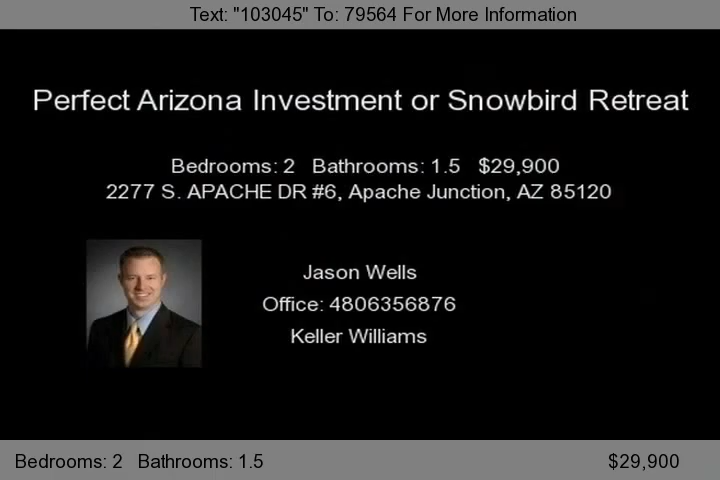 Text: "103045" To: 79564 For More Information
Perfect Arizona Investment or Snowbird Retreat
Bedrooms: 2 Bathrooms: 1.5 $29,900
2277 S. APACHE DR #6, Apache Junction, AZ 85120
Jason Wells
Office: 4806356876
Keller Williams
Bedrooms: 2 Bathrooms: 1.5 $29,900